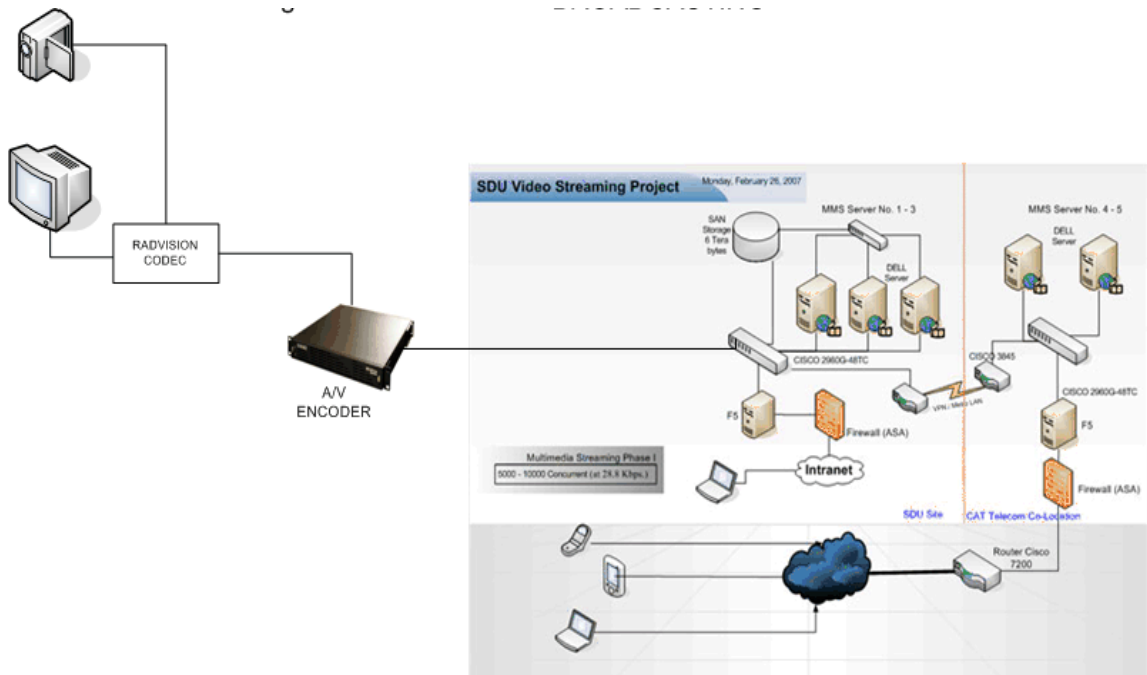 RADVISION
CODEC
A/V
ENCODER
SDU Video Streaming Project
Monday, February 26, 2007
SAN
Storage
6 Tera
bytes
MMS Server No. 1 - 3
DELL
Server
MMS Server No. 4 - 5
DELL
Server
CISCO 2960G-48TC
CISCO 3845
VPN / Metro LAN
CISCO 2960G-48TC
F5
Firewall (ASA)
F5
Firewall (ASA)
Multimedia Streaming Phase I
5000 - 10000 Concurrent (at 28.8 Kbps.)
Intranet
SDU Site
CAT Telecom Co-Location
Router Cisco
7200